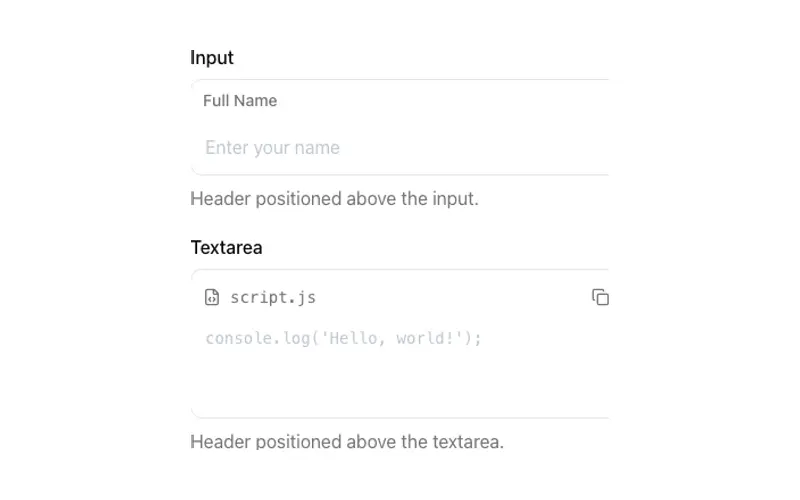 Input
Full Name
Enter your name
Header positioned above the input.
Textarea
script.js
console.log('Hello, world!');
Header positioned above the textarea.